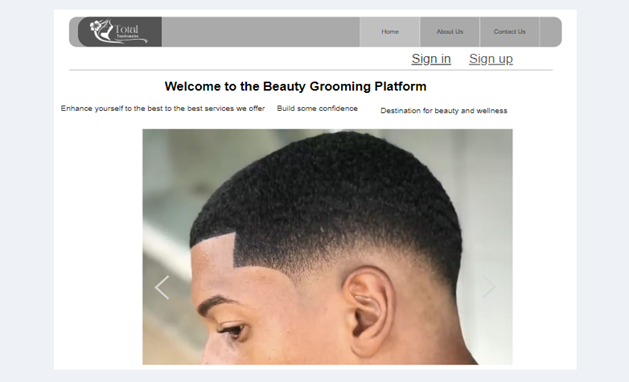 Total
Home About Us Contact Us
Sign in Sign up
Welcome to the Beauty Grooming Platform
Enhance yourself to the best to the best services we offer Build some confidence Destination for beauty and wellness